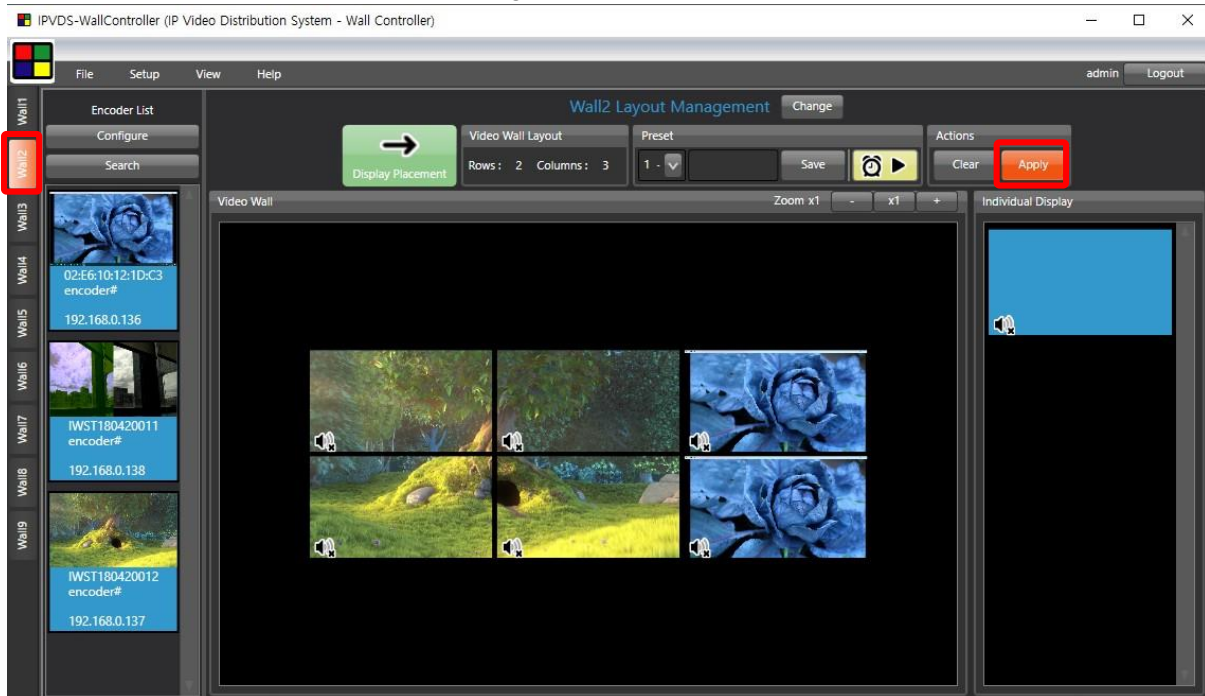 IPVDS-WallController (IP Video Distribution System - Wall Controller)
File Setup View Help
admin Logout
Wall1
Wall2
Wall3
Wall4
Wall5
Wall6
Wall7
Wall8
Wall9
Encoder List
Configure
Search
02:E6:10:12:1D:C3
encoder#
192.168.0.136
IWST180420011
encoder#
192.168.0.138
IWST180420012
encoder#
192.168.0.137
Wall2 Layout Management Change
Display Placement
Video Wall Layout
Rows: 2 Columns: 3
Preset
1 -
Save
Actions
Clear Apply
Video Wall
Zoom x1 - x1 +
Individual Display